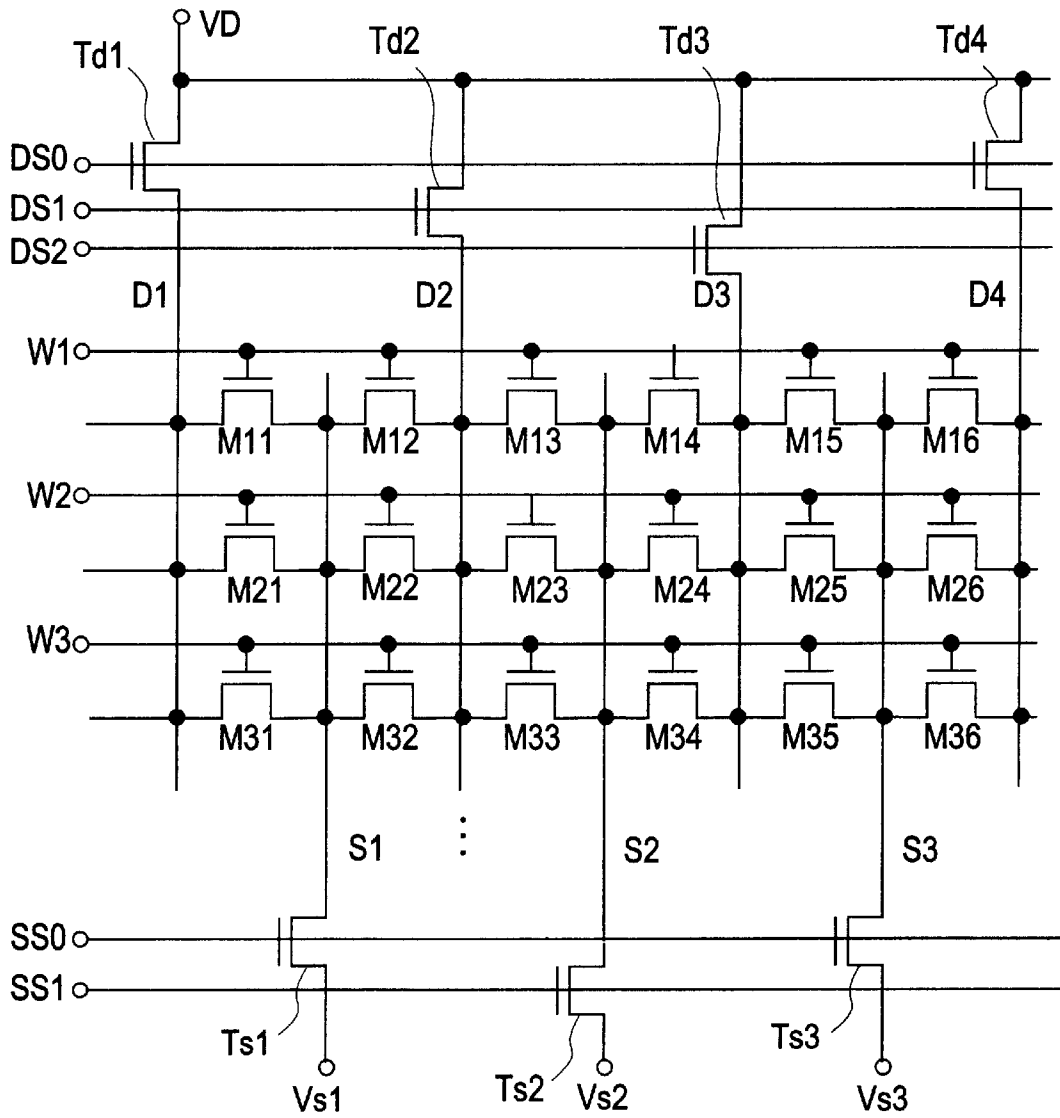 VD
Td1 Td2 Td3 Td4
DS0
DS1
DS2
D1 D2 D3 D4
W1
M11 M12 M13 M14 M15 M16
W2
M21 M22 M23 M24 M25 M26
W3
M31 M32 M33 M34 M35 M36
S1 S2 S3
SS0
SS1
Ts1 Ts2 Ts3
Vs1 Vs2 Vs3